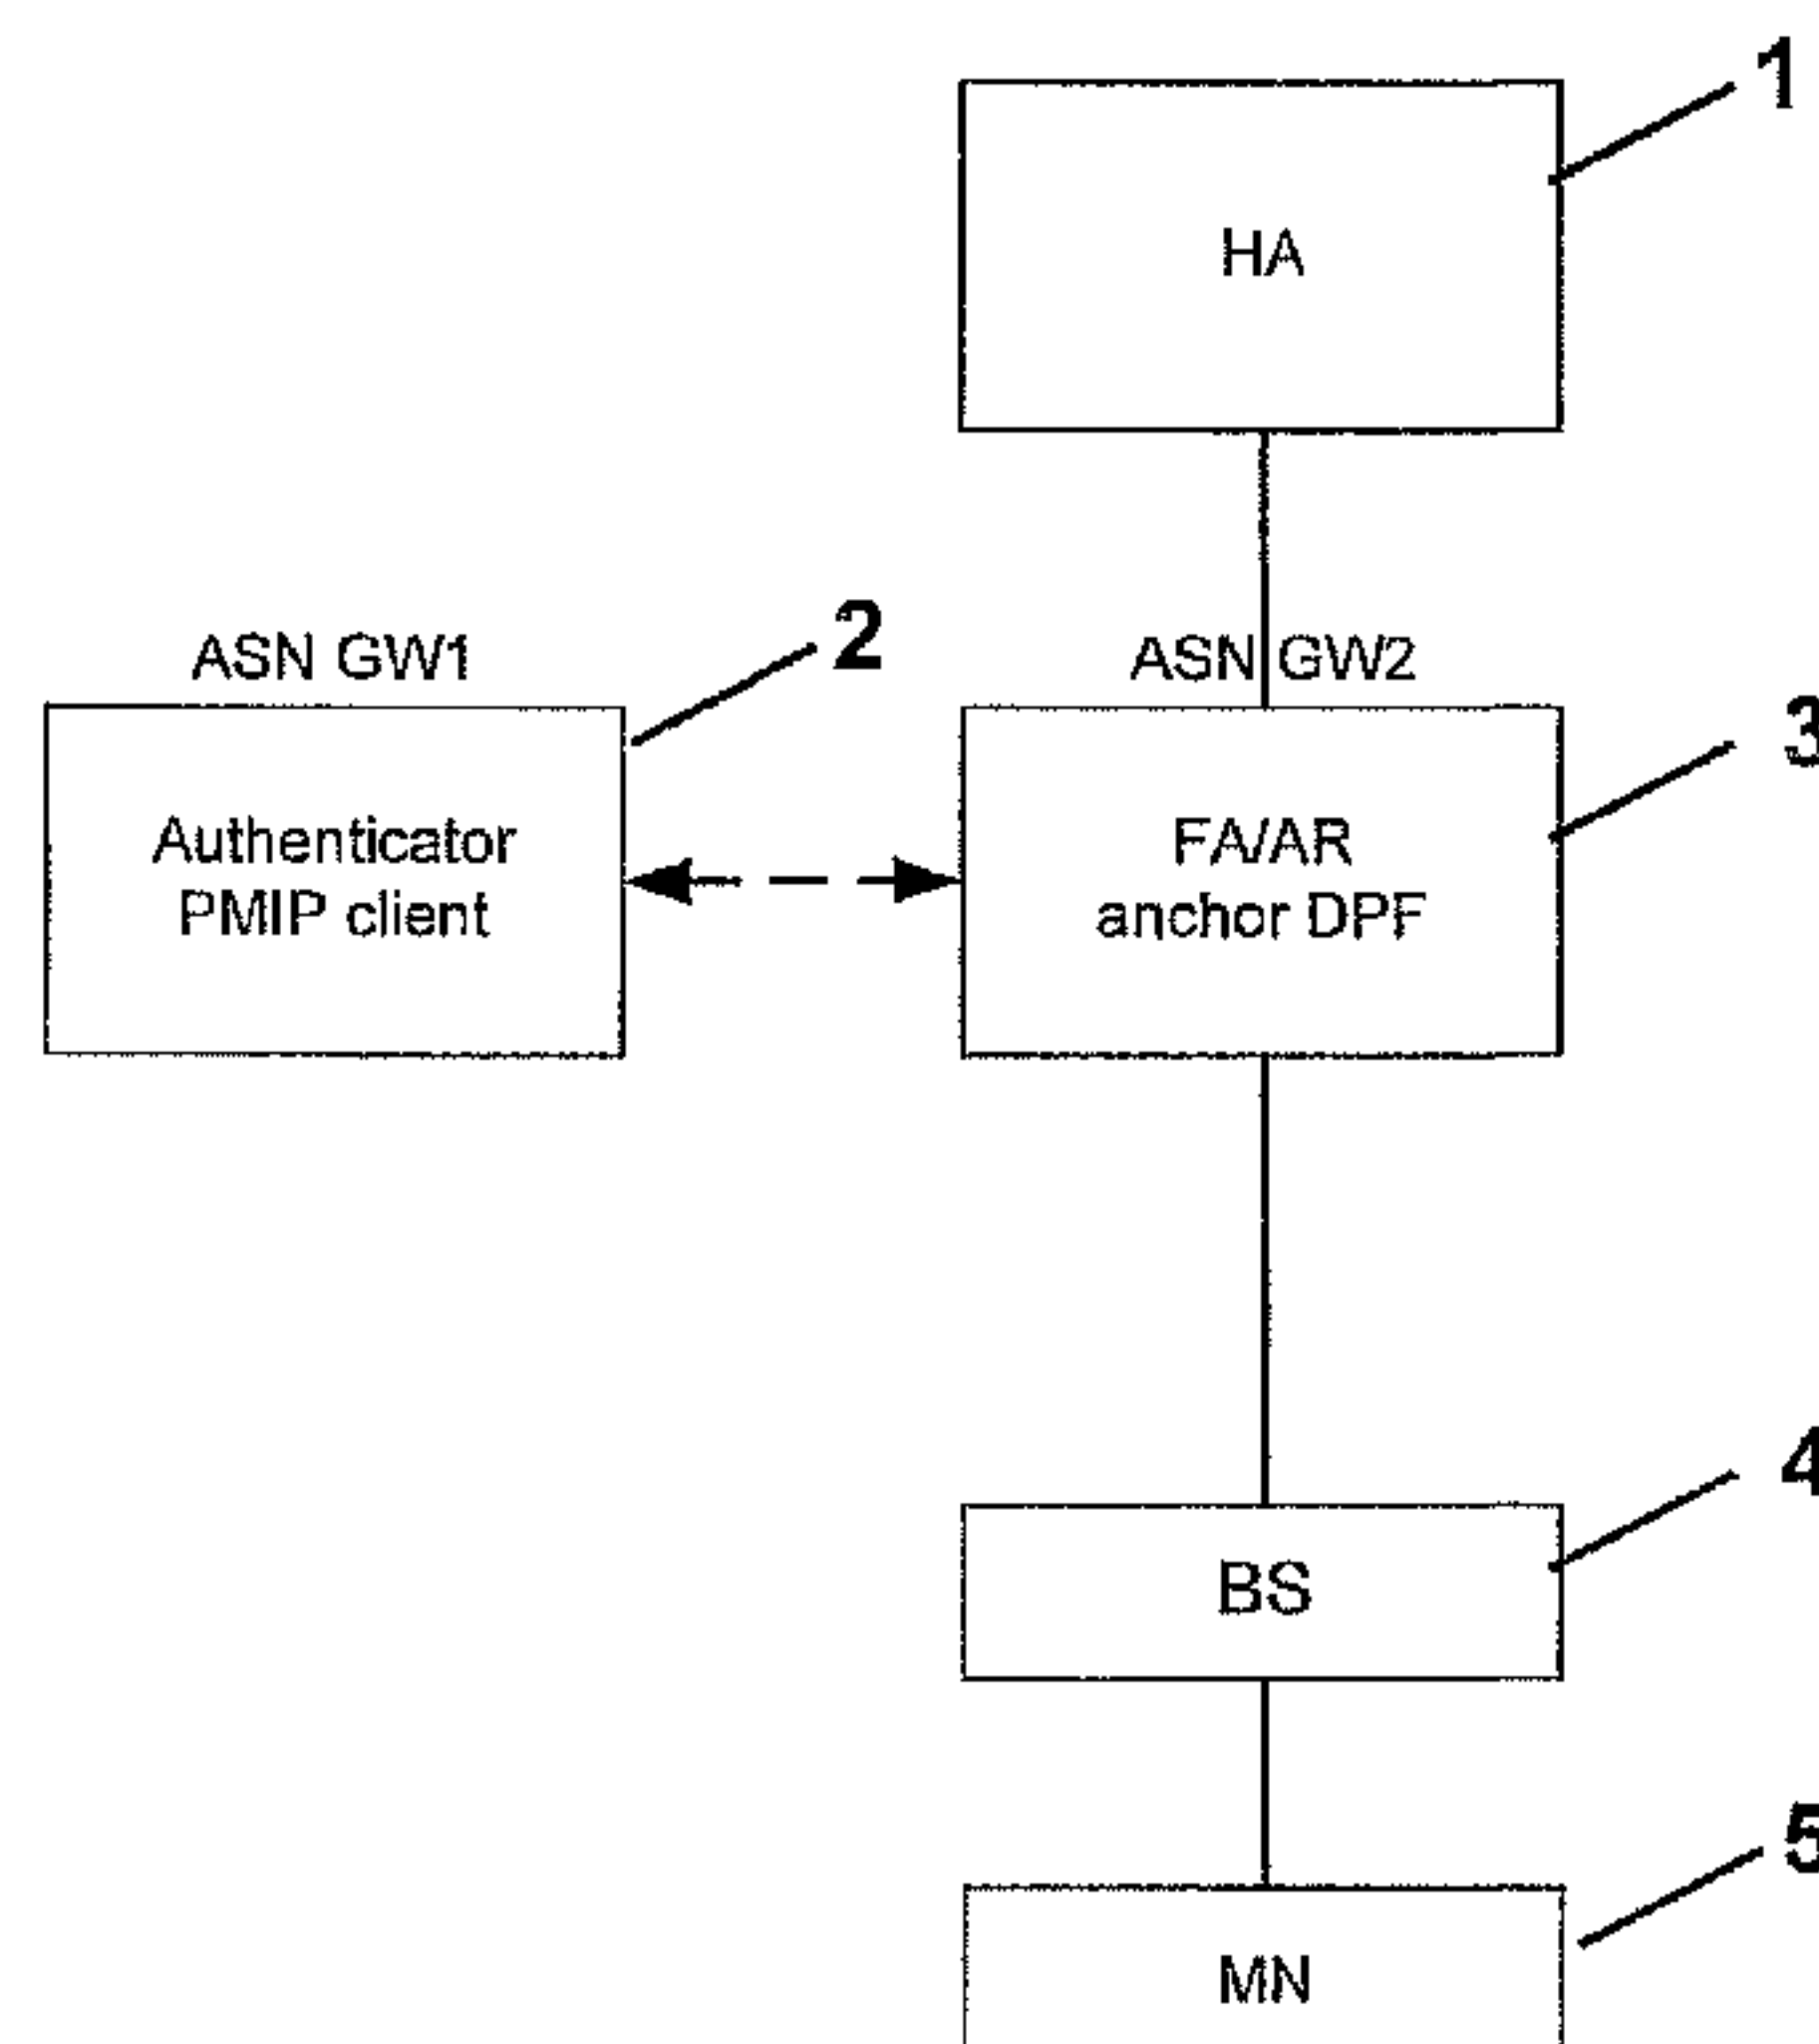 1
HA
ASN GW1
2
ASN GW2
3
Authenticator
PMIP client
FA/AR
anchor DPF
4
BS
5
MN